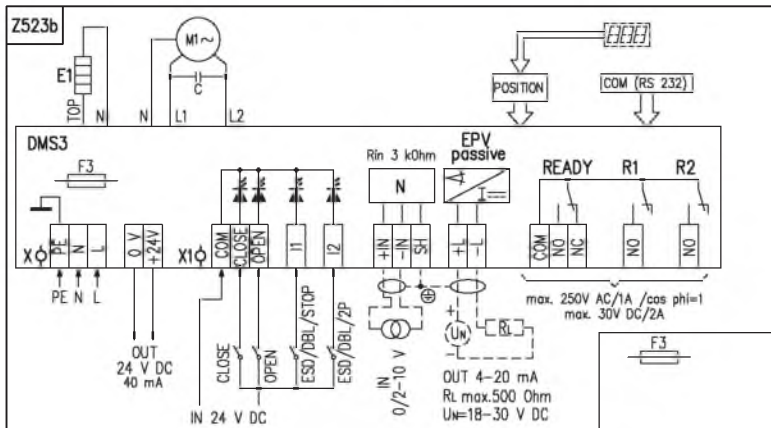 Z523b
E1
M1~
C
TOP
N
N
L1
L2
POSITION
COM (RS 232)
DMS3
F3
Rin 3 kOhm
N
EPV
passive
READY
R1
R2
X
PE
N
L
0 V
+24V
X1
COM
CLOSE
OPEN
I1
I2
+IN
-IN
SH
+L
-L
COM
NO
NC
NO
NO
PE N L
OUT
24 V DC
40 mA
CLOSE
OPEN
ESD/DBL/STOP
ESD/DBL/2P
IN 24 V DC
IN
0/2-10 V
+
UN
-
RL
OUT 4-20 mA
RL max.500 Ohm
UN=18-30 V DC
max. 250V AC/1A /cos phi=1
max. 30V DC/2A
F3